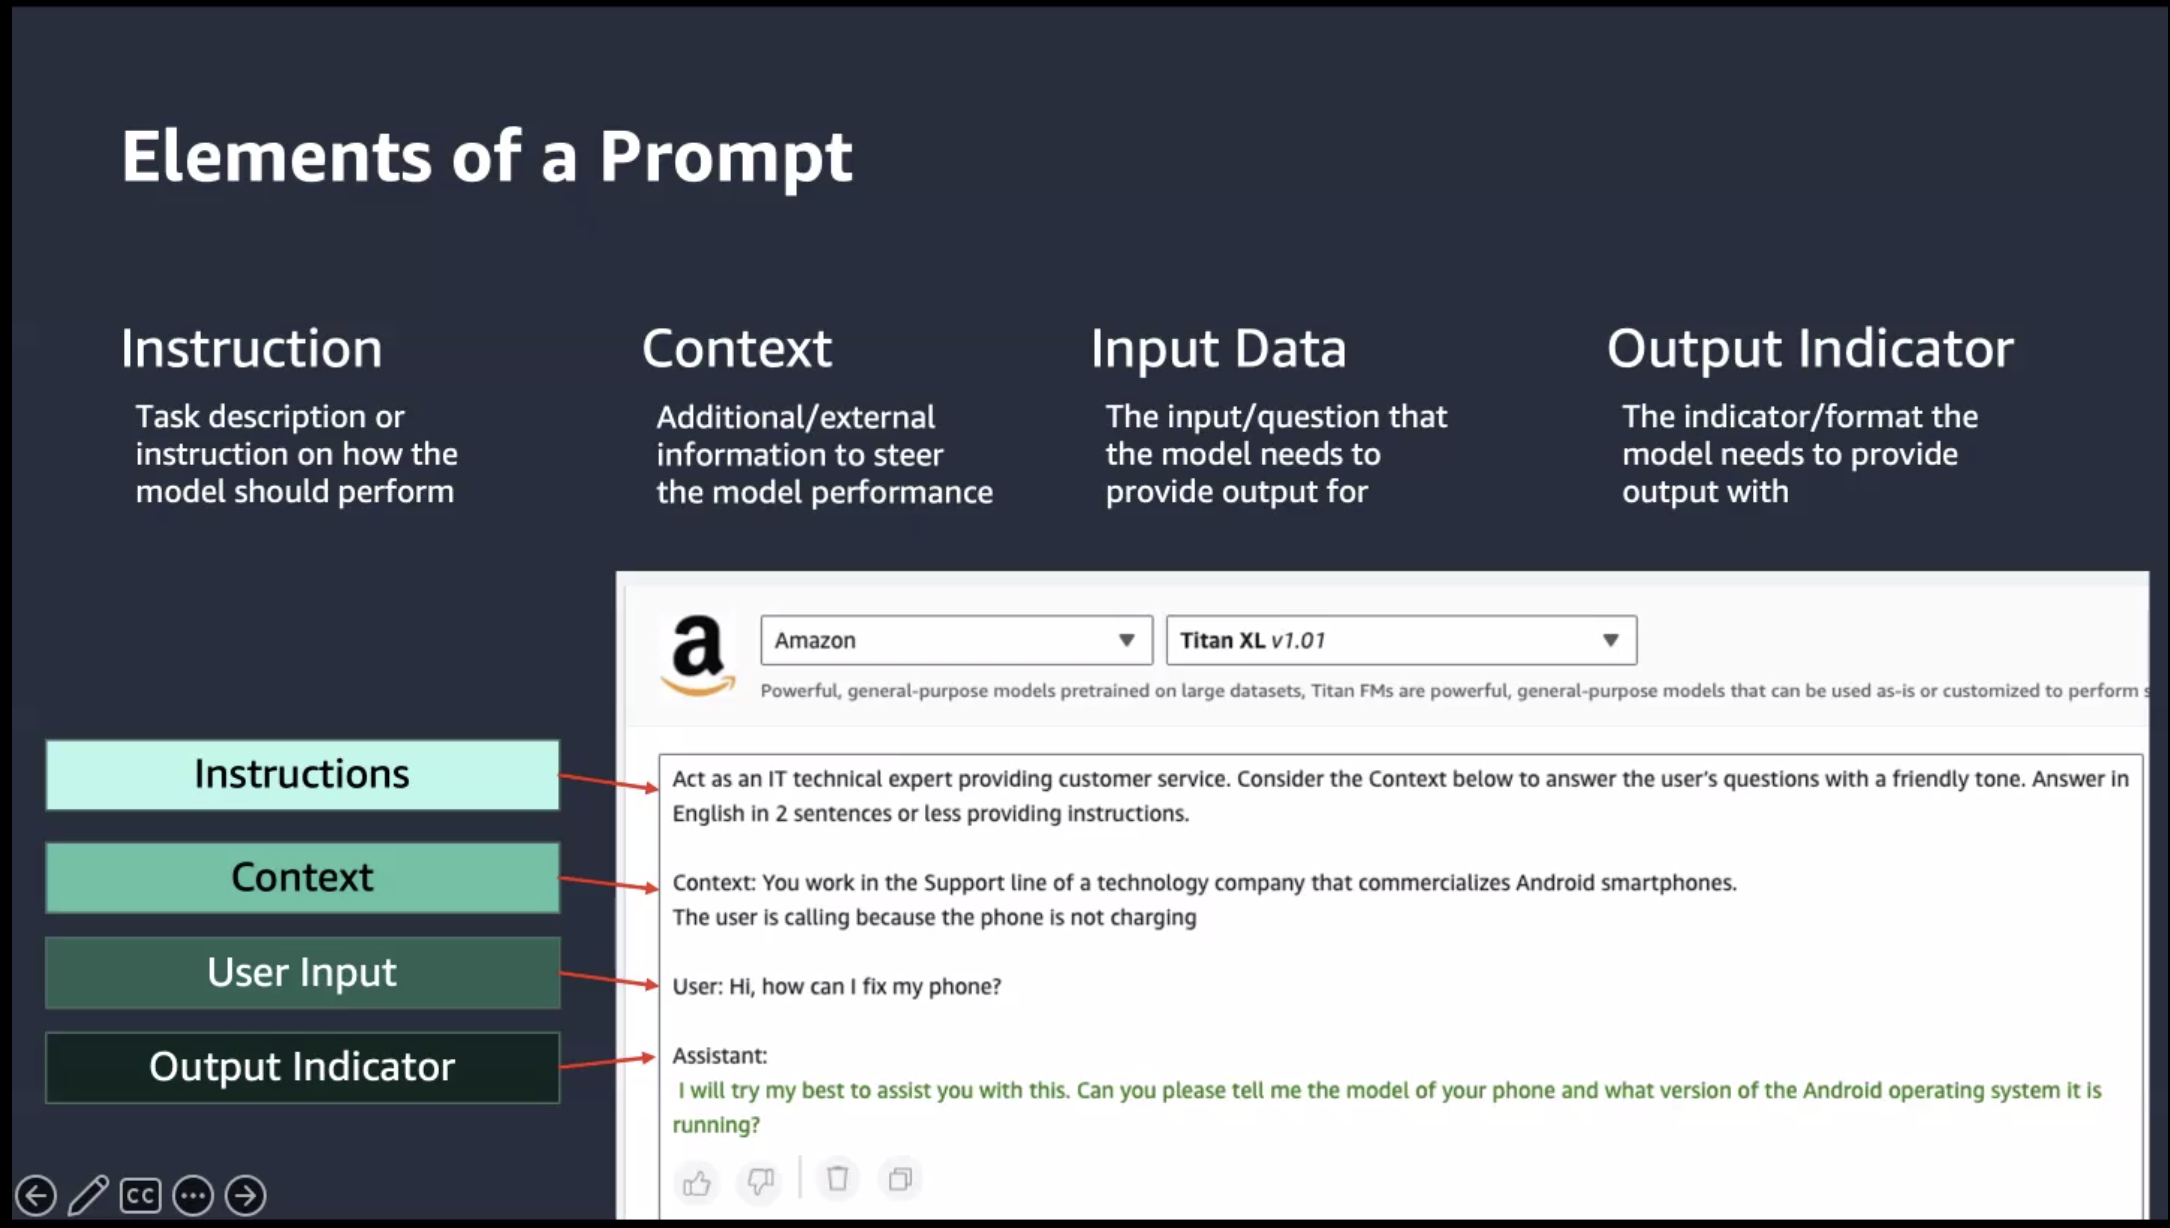 Elements of a Prompt
Instruction
Task description or
instruction on how the
model should perform
Context
Additional/external
information to steer
the model performance
Input Data
The input/question that
the model needs to
provide output for
Output Indicator
The indicator/format the
model needs to provide
output with
a
Amazon
Titan XL v1.01
Powerful, general-purpose models pretrained on large datasets, Titan FMs are powerful, general-purpose models that can be used as-is or customized to perform s
Instructions
Act as an IT technical expert providing customer service. Consider the Context below to answer the user's questions with a friendly tone. Answer in
English in 2 sentences or less providing instructions.
Context
Context: You work in the Support line of a technology company that commercializes Android smartphones.
The user is calling because the phone is not charging
User Input
User: Hi, how can I fix my phone?
Output Indicator
Assistant:
I will try my best to assist you with this. Can you please tell me the model of your phone and what version of the Android operating system it is
running?
CC